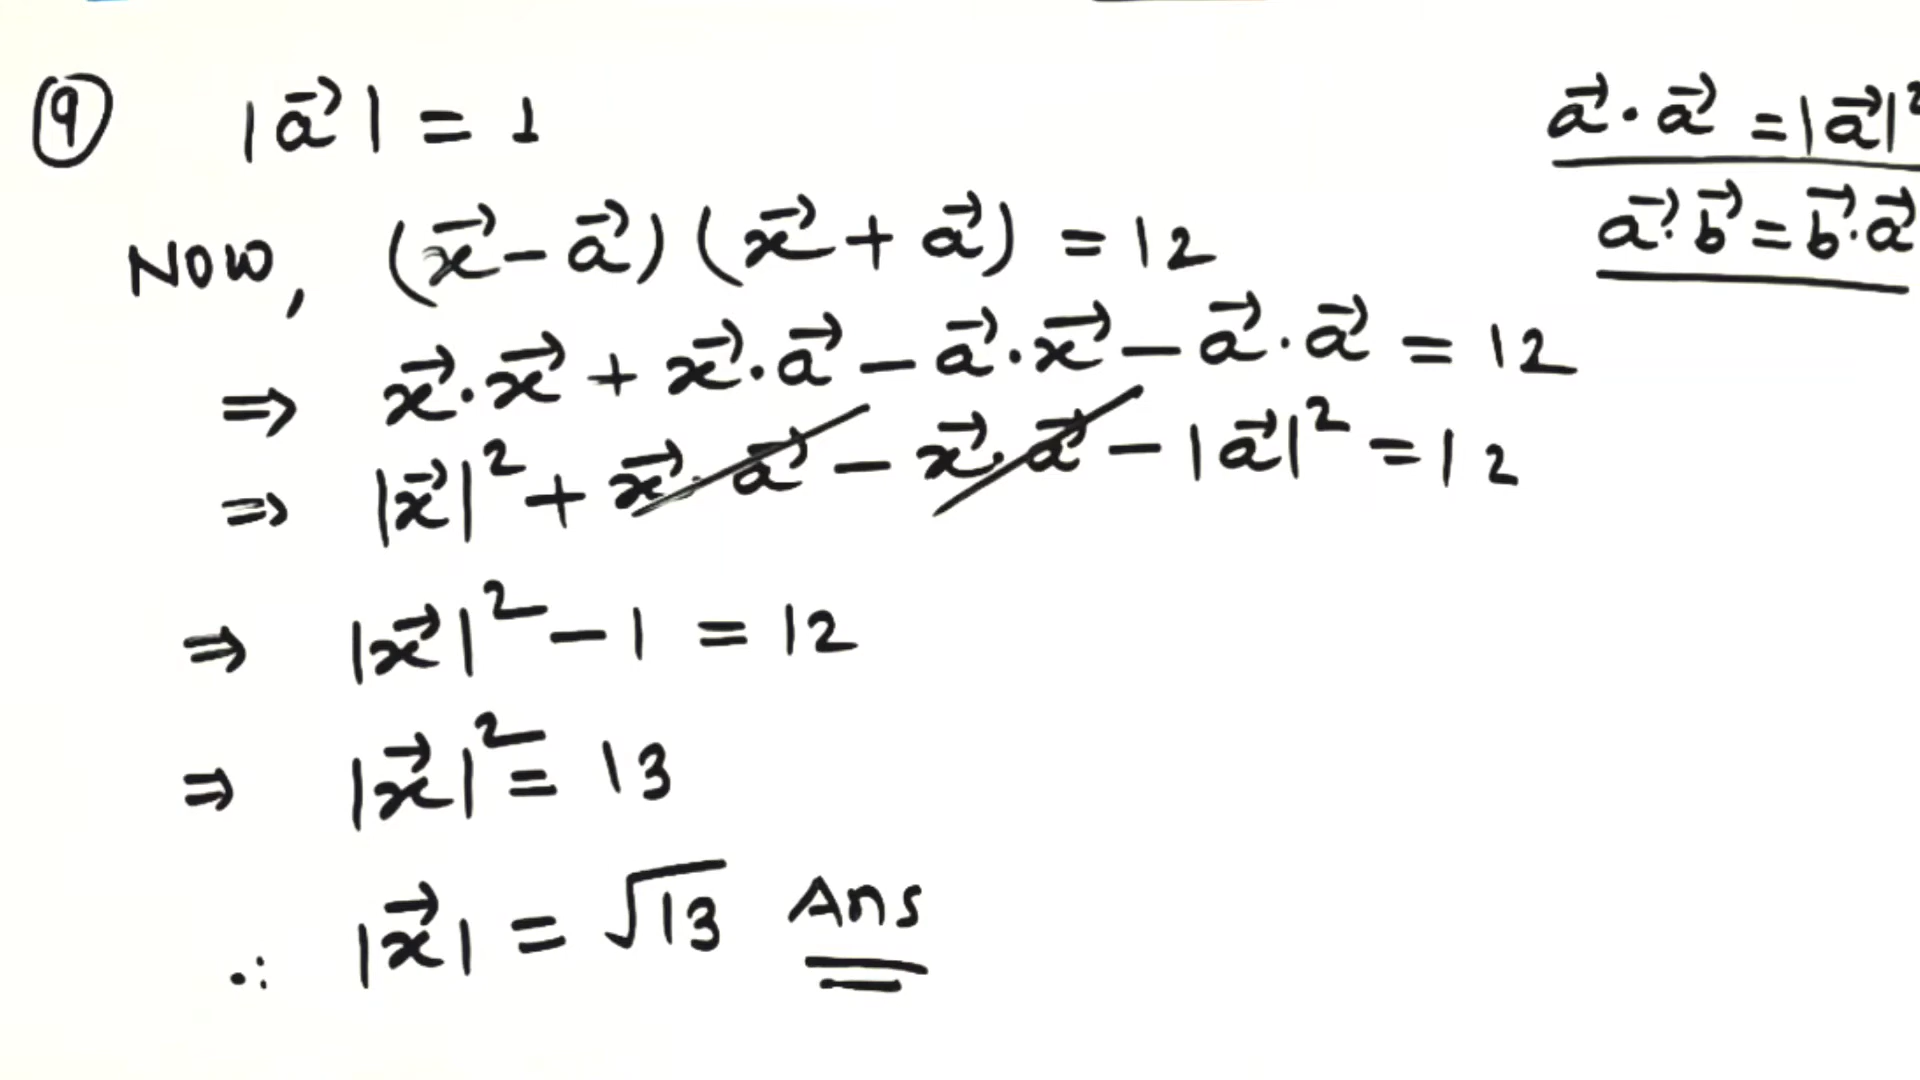 ⑨ |a⃗| = 1
Now, (x⃗ - a⃗) (x⃗ + a⃗) = 12
⇒ x⃗·x⃗ + x⃗·a⃗ - a⃗·x⃗ - a⃗·a⃗ = 12
⇒ |x⃗|² + x⃗·a⃗ - x⃗·a⃗ - |a⃗|² = 12
⇒ |x⃗|² - 1 = 12
⇒ |x⃗|² = 13
∴ |x⃗| = √13 Ans
a⃗·a⃗ = |a⃗|²
a⃗·b⃗ = b⃗·a⃗